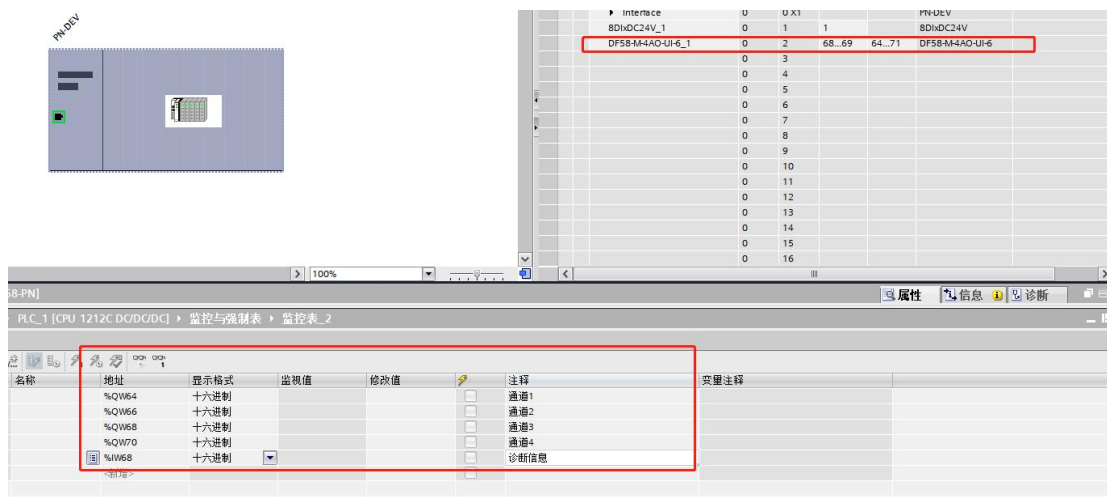 PN-DEV
Interface 0 0 X1 PN-DEV
8DIxDC24V_1 0 1 1 8DIxDC24V
DF58-M-4AO-UI-6_1 0 2 68...69 64...71 DF58-M-4AO-UI-6
0 3
0 4
0 5
0 6
0 7
0 8
0 9
0 10
0 11
0 12
0 13
0 14
0 15
0 16
100%
58-PN]
属性 信息 诊断
PLC_1 [CPU 1212C DC/DC/DC] 监控与强制表 监控表_2
名称 地址 显示格式 监视值 修改值 注释 变量注释
%QW64 十六进制 通道1
%QW66 十六进制 通道2
%QW68 十六进制 通道3
%QW70 十六进制 通道4
%IW68 十六进制 诊断信息
<新增>